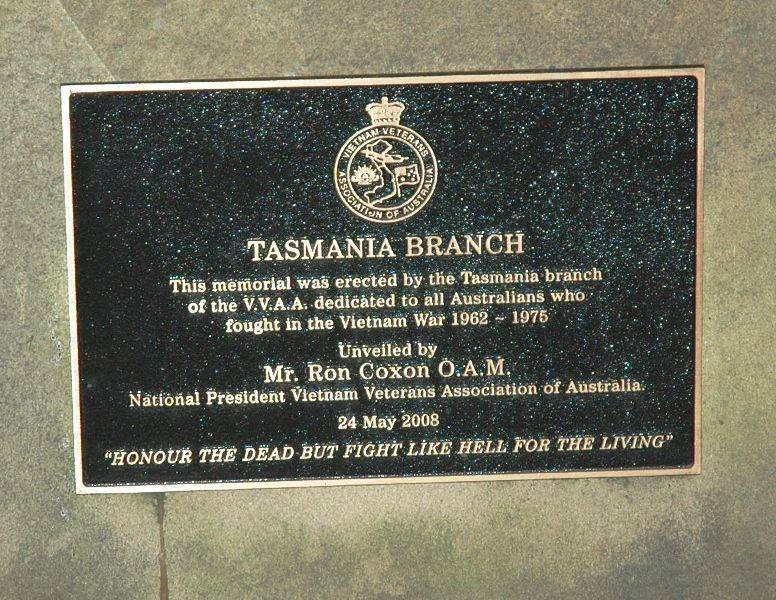 VIETNAM VETERANS
ASSOCIATION OF AUSTRALIA
TASMANIA BRANCH
This memorial was erected by the Tasmania branch
of the V.V.A.A. dedicated to all Australians who
fought in the Vietnam War 1962 ~ 1975
Unveiled by
Mr. Ron Coxon O.A.M.
National President Vietnam Veterans Association of Australia.
24 May 2008
"HONOUR THE DEAD BUT FIGHT LIKE HELL FOR THE LIVING"